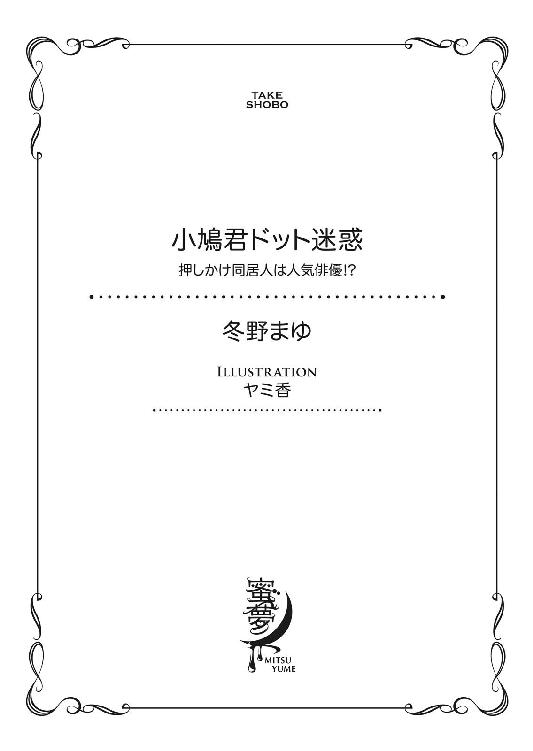 TAKE
SHOBO
小鳩君ドット迷惑
押しかけ同居人は人気俳優!?
冬野まゆ
ILLUSTRATION
ヤミ香
蜜夢
MITSU
YUME